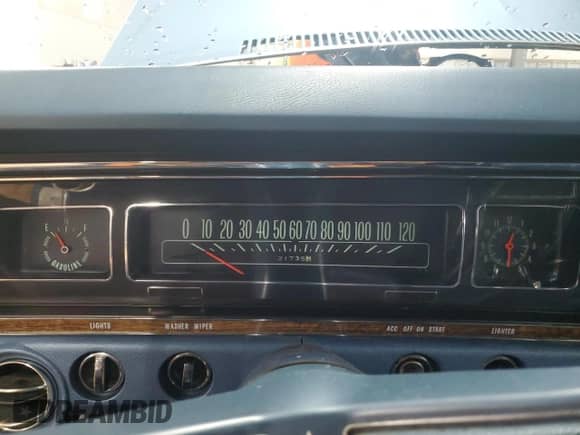 E F
GASOLINE
0 10 20 30 40 50 60 70 80 90 100 110 120
LIGHTS WASHER WIPER ACC OFF ON START LIGHTER
DREAMBID